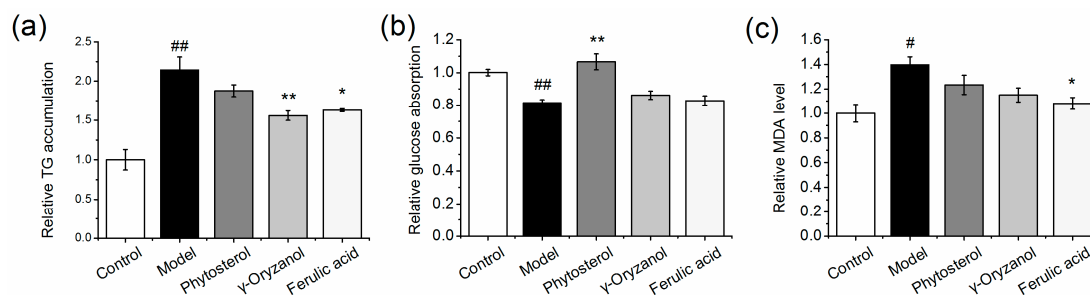 (a)
Relative TG accumulation
2.5
2.0
1.5
1.0
0.5
0.0
##
**
*
Control
Model
Phytosterol
γ-Oryzanol
Ferulic acid
(b)
Relative glucose absorption
1.2
1.0
0.8
0.6
0.4
0.2
0.0
##
**
Control
Model
Phytosterol
γ-Oryzanol
Ferulic acid
(c)
Relative MDA level
1.6
1.4
1.2
1.0
0.8
0.6
0.4
0.2
0.0
#
*
Control
Model
Phytosterol
γ-Oryzanol
Ferulic acid